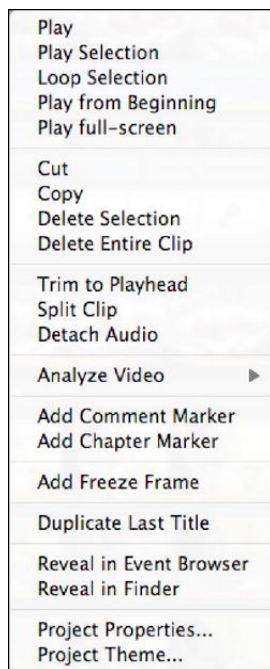 Play
Play Selection
Loop Selection
Play from Beginning
Play full-screen
Cut
Copy
Delete Selection
Delete Entire Clip
Trim to Playhead
Split Clip
Detach Audio
Analyze Video
Add Comment Marker
Add Chapter Marker
Add Freeze Frame
Duplicate Last Title
Reveal in Event Browser
Reveal in Finder
Project Properties...
Project Theme...